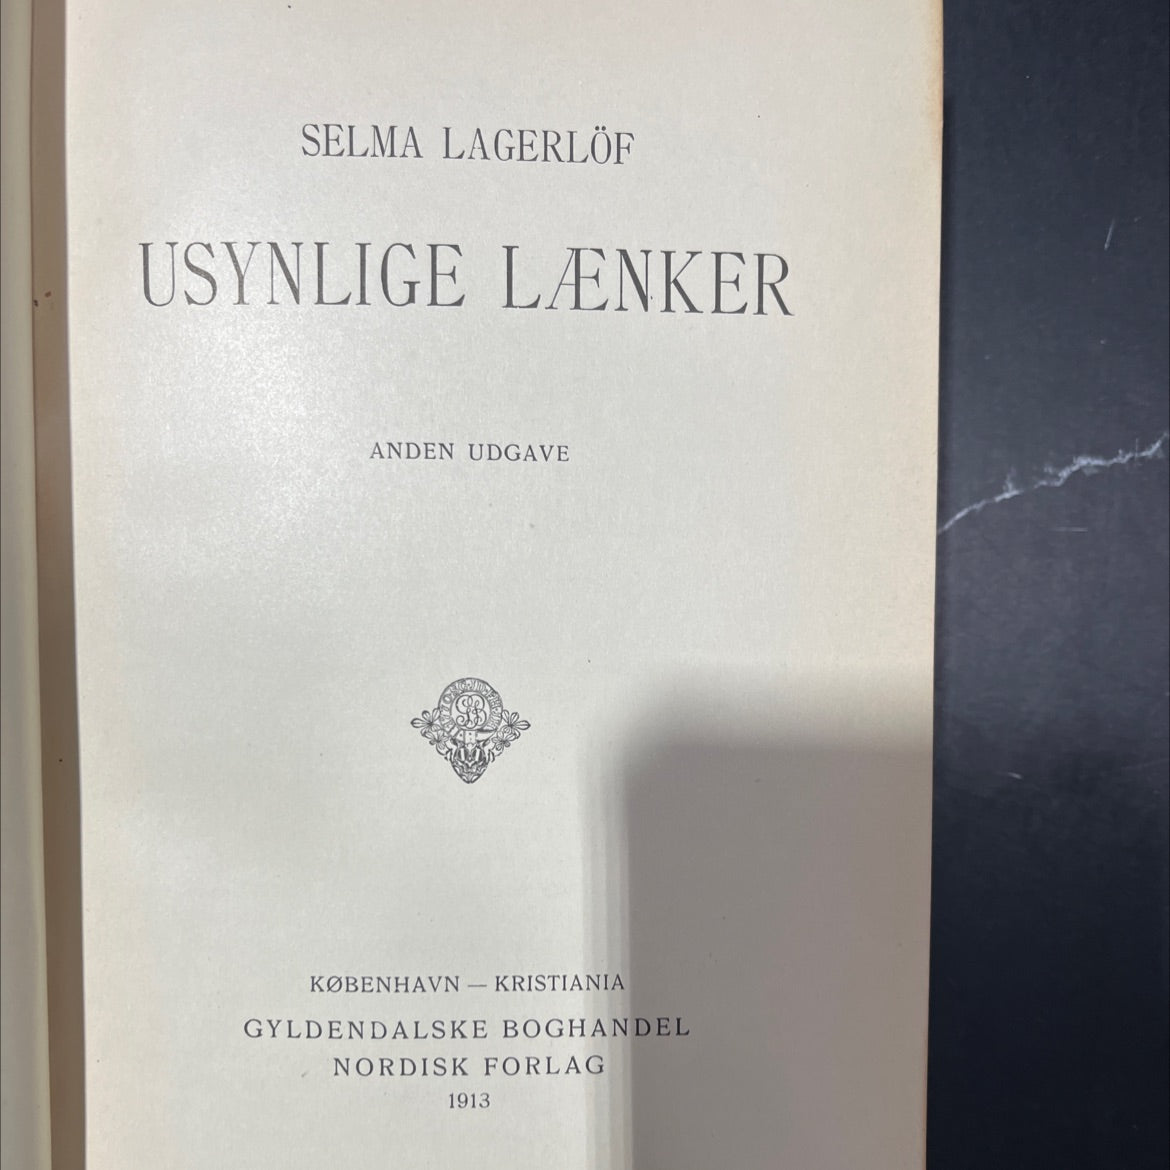 SELMA LAGERLÖF
USYNLIGE LÆNKER
ANDEN UDGAVE
KØBENHAVN — KRISTIANIA
GYLDENDALSKE BOGHANDEL
NORDISK FORLAG
1913